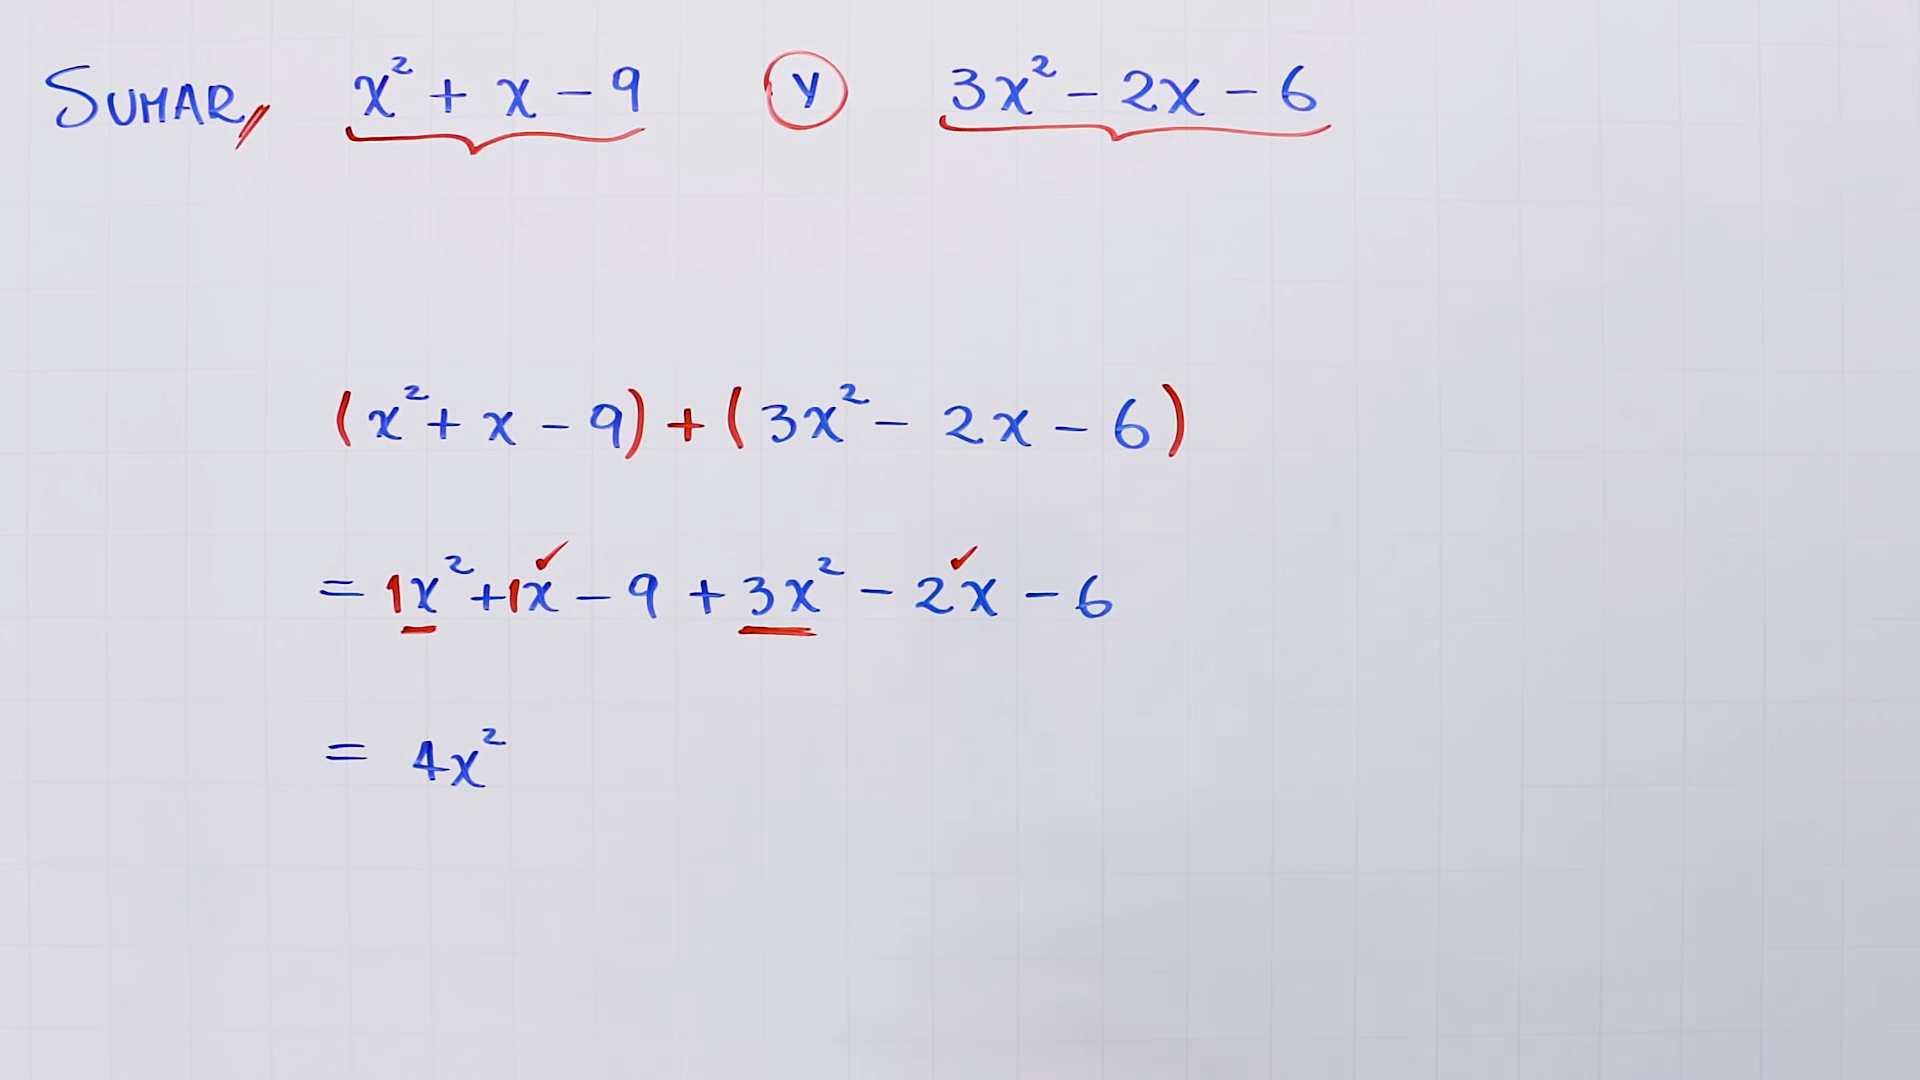 SUMAR, x² + x - 9 y 3x² - 2x - 6
(x² + x - 9) + (3x² - 2x - 6)
= 1x² + 1x - 9 + 3x² - 2x - 6
= 4x²